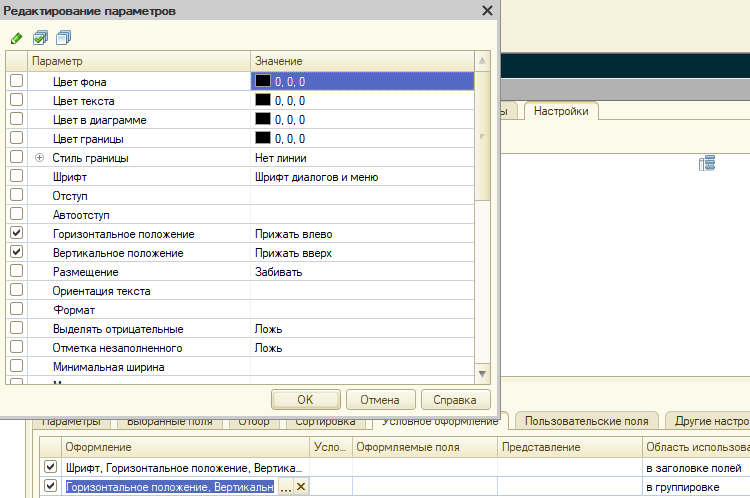 Редактирование параметров
Параметр Значение
Цвет фона 0, 0, 0
Цвет текста 0, 0, 0
Цвет в диаграмме 0, 0, 0
Цвет границы 0, 0, 0
Стиль границы Нет линии
Шрифт Шрифт диалогов и меню
Отступ
Автоотступ
Горизонтальное положение Прижать влево
Вертикальное положение Прижать вверх
Размещение Забивать
Ориентация текста
Формат
Выделять отрицательные Ложь
Отметка незаполненного Ложь
Минимальная ширина
OK Отмена Справка
Настройки
Параметры Выбранные поля Отбор Сортировка Условное оформление Пользовательские поля Другие настро
Оформление Усло... Оформляемые поля Представление Область использова
Шрифт, Горизонтальное положение, Вертика... в заголовке полей
Горизонтальное положение, Вертикальн ... в группировке